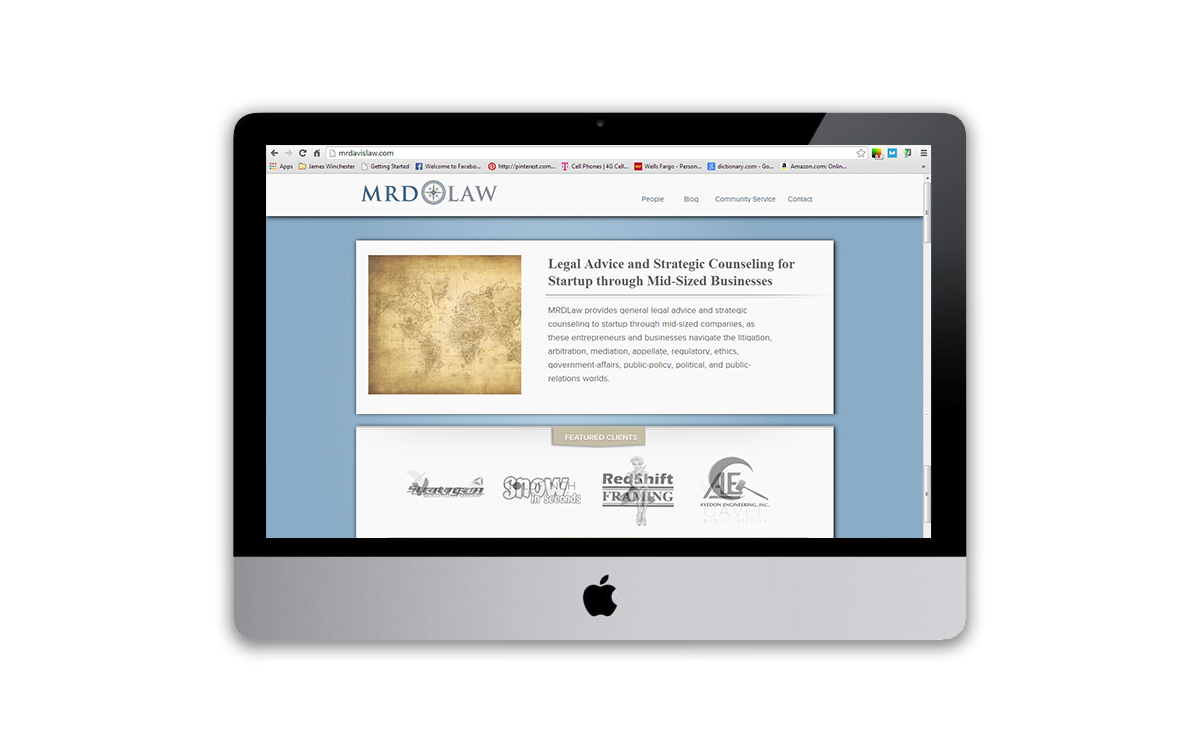 mrdavislaw.com
Apps James Winchester Getting Started Welcome to Facebo... http://pinterest.com... Cell Phones | 4G Cell... Wells Fargo - Person... dictionary.com - Go... Amazon.com: Onlin... »
MRD LAW
People Blog Community Service Contact
Legal Advice and Strategic Counseling for
Startup through Mid-Sized Businesses
MRDLaw provides general legal advice and strategic
counseling to startup through mid-sized companies, as
these entrepreneurs and businesses navigate the litigation,
arbitration, mediation, appellate, regulatory, ethics,
government-affairs, public-policy, political, and public-
relations worlds.
FEATURED CLIENTS
Snow
in Seconds
RedShift
FRAMING
AE
AVEDON ENGINEERING, INC.
GAVEL